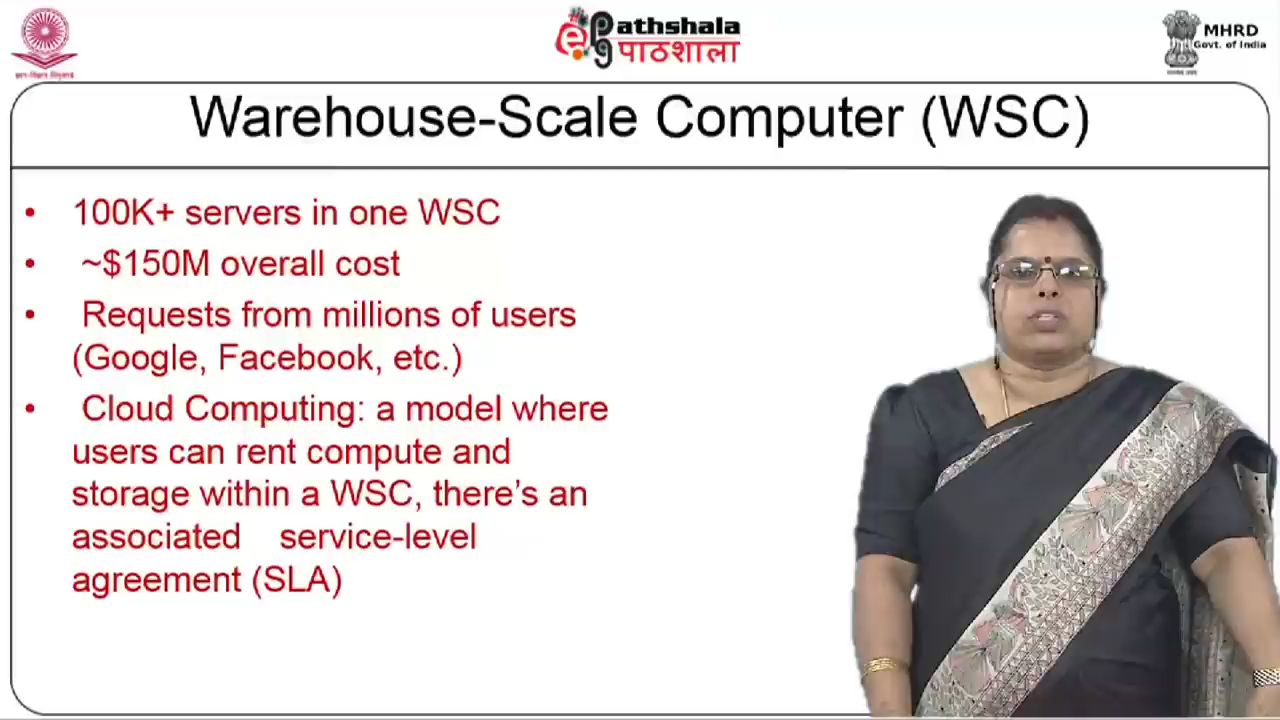 ePathshala
पाठशाला
MHRD
Govt. of India
Warehouse-Scale Computer (WSC)
• 100K+ servers in one WSC
• ~$150M overall cost
• Requests from millions of users
(Google, Facebook, etc.)
• Cloud Computing: a model where
users can rent compute and
storage within a WSC, there's an
associated service-level
agreement (SLA)